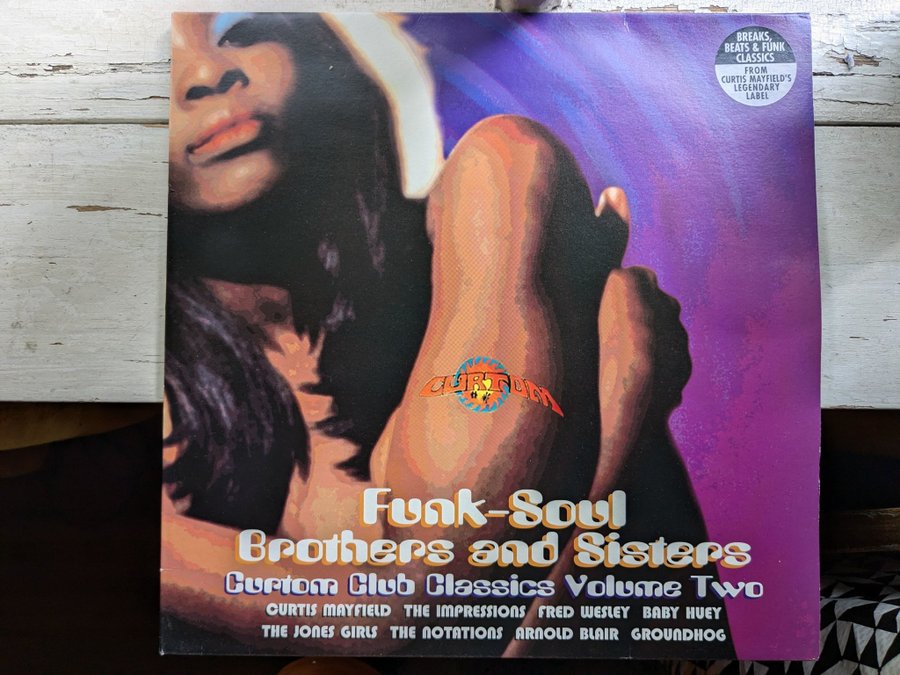 BREAKS,
BEATS & FUNK
CLASSICS
FROM
CURTIS MAYFIELD'S
LEGENDARY
LABEL
CURTOM
Funk-Soul
Brothers and Sisters
Curtom Club Classics Volume Two
CURTIS MAYFIELD THE IMPRESSIONS FRED WESLEY BABY HUEY
THE JONES GIRLS THE NOTATIONS ARNOLD BLAIR GROUNDHOG